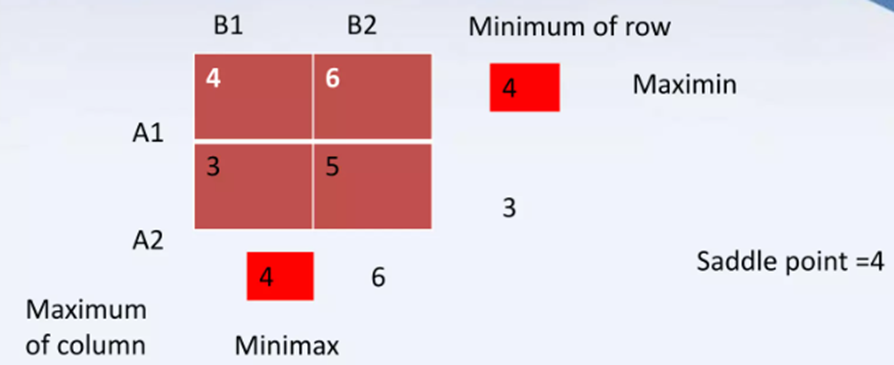 B1 B2 Minimum of row
4 6 4 Maximin
A1
3 5
3
A2
Saddle point =4
4 6
Maximum
of column Minimax